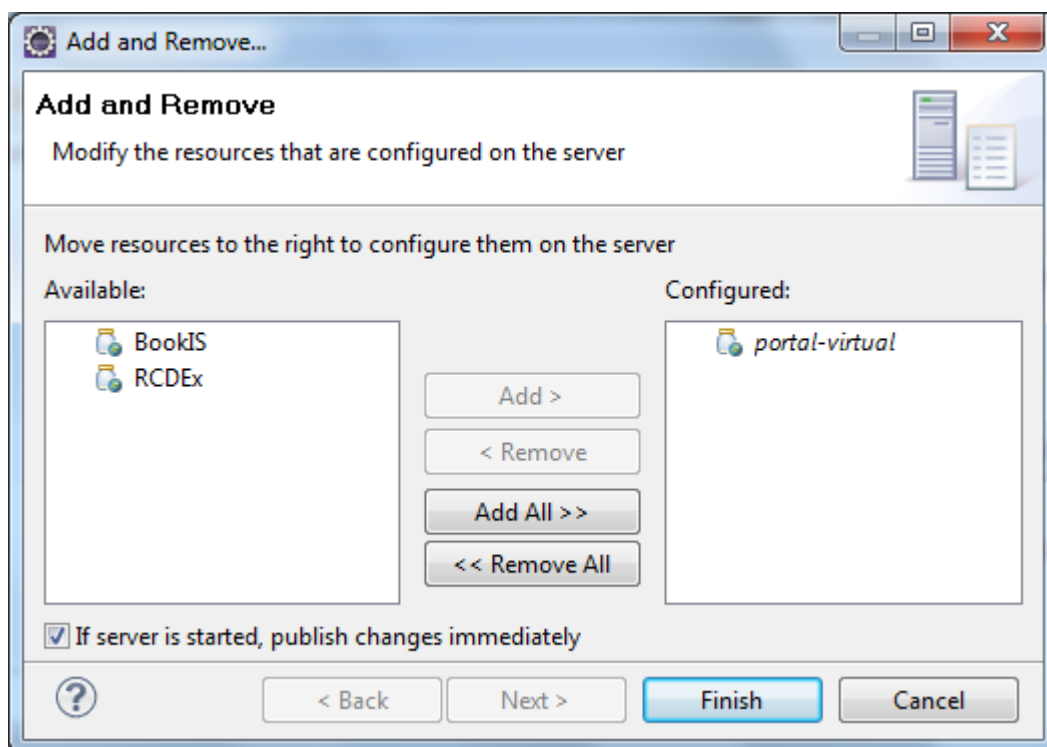 Add and Remove...
Add and Remove
Modify the resources that are configured on the server
Move resources to the right to configure them on the server
Available:
Configured:
BookIS
RCDEx
portal-virtual
Add >
< Remove
Add All >>
<< Remove All
If server is started, publish changes immediately
?
< Back
Next >
Finish
Cancel